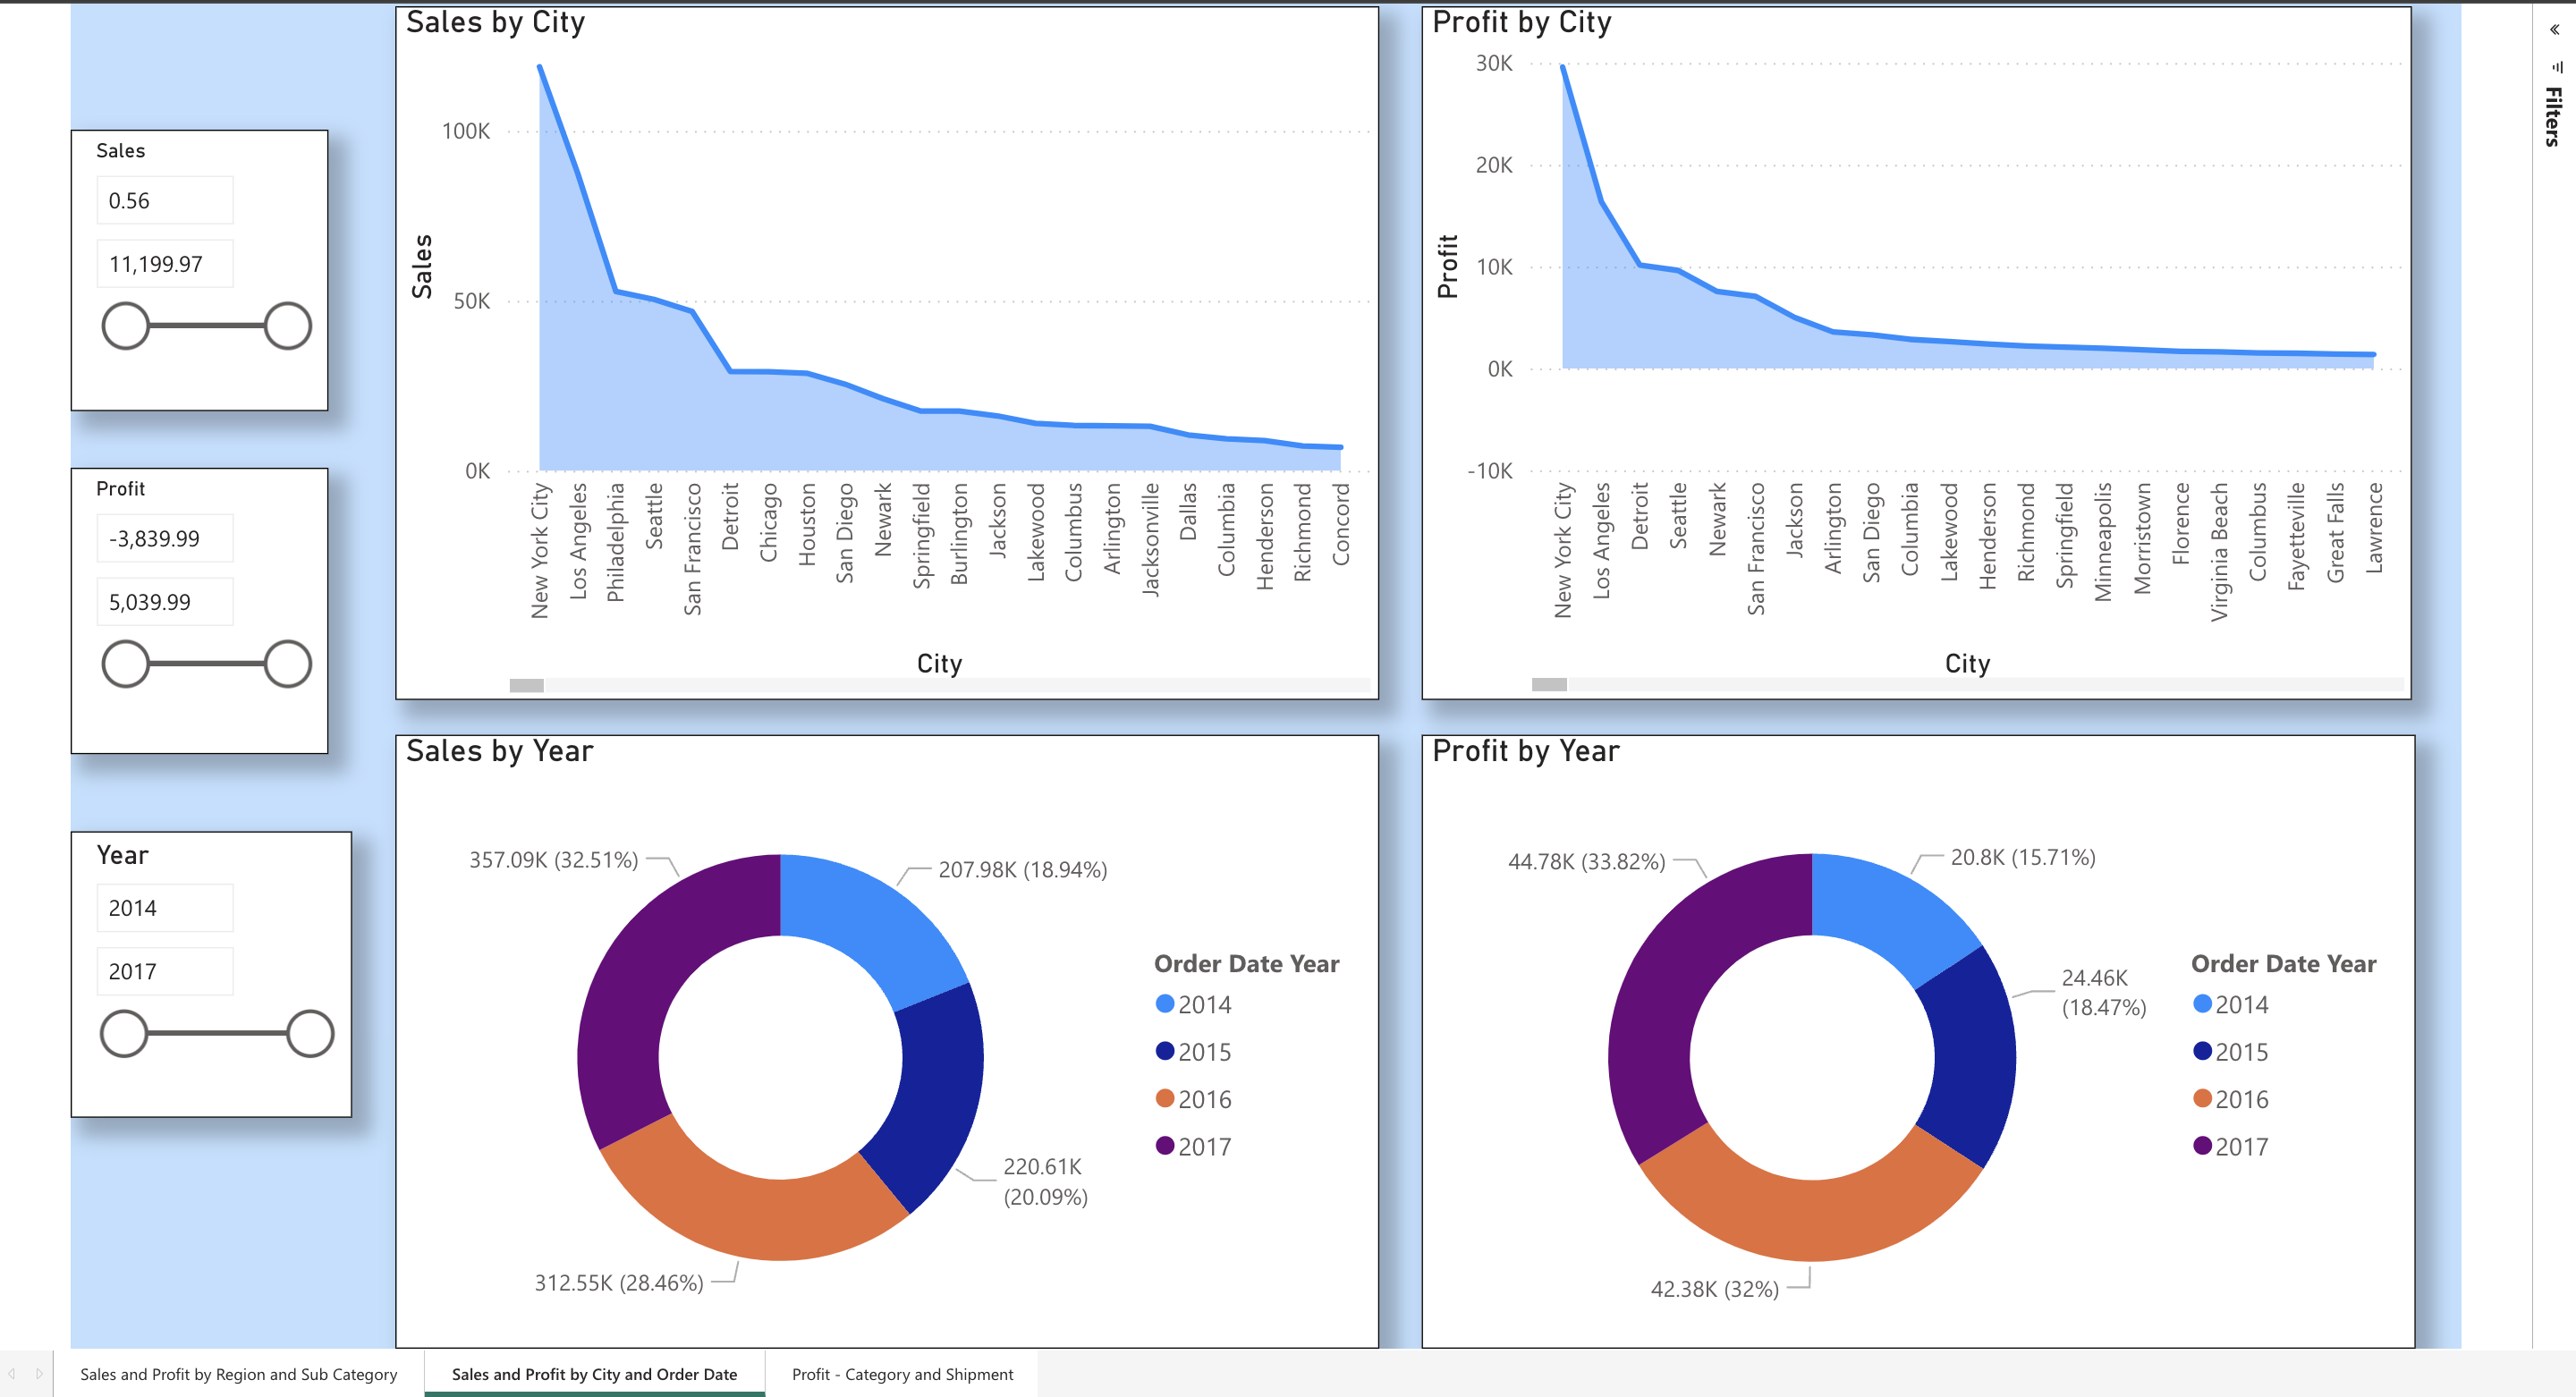 Sales
0.56
11,199.97
Profit
-3,839.99
5,039.99
Year
2014
2017
Sales by City
Sales
100K
50K
0K
New York City
Los Angeles
Philadelphia
Seattle
San Francisco
Detroit
Chicago
Houston
San Diego
Newark
Springfield
Burlington
Jackson
Lakewood
Columbus
Arlington
Jacksonville
Dallas
Columbia
Henderson
Richmond
Concord
City
Profit by City
Profit
30K
20K
10K
0K
-10K
New York City
Los Angeles
Detroit
Seattle
Newark
San Francisco
Jackson
Arlington
San Diego
Columbia
Lakewood
Henderson
Richmond
Springfield
Minneapolis
Morristown
Florence
Virginia Beach
Columbus
Fayetteville
Great Falls
Lawrence
City
Sales by Year
357.09K (32.51%)
207.98K (18.94%)
220.61K
(20.09%)
312.55K (28.46%)
Order Date Year
2014
2015
2016
2017
Profit by Year
44.78K (33.82%)
20.8K (15.71%)
24.46K
(18.47%)
42.38K (32%)
Order Date Year
2014
2015
2016
2017
Filters
Sales and Profit by Region and Sub Category
Sales and Profit by City and Order Date
Profit - Category and Shipment